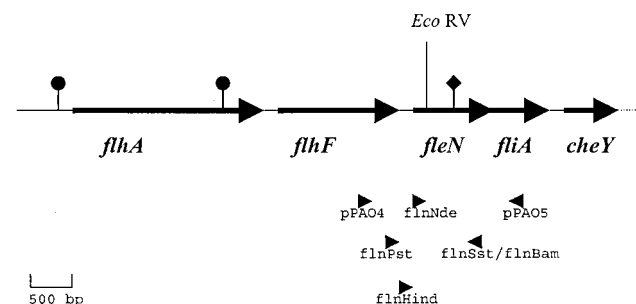 Eco RV
flhA flhF fleN fliA cheY
pPAO4 flnNde pPAO5
flnPst flnSst/flnBam
500 bp flnHind